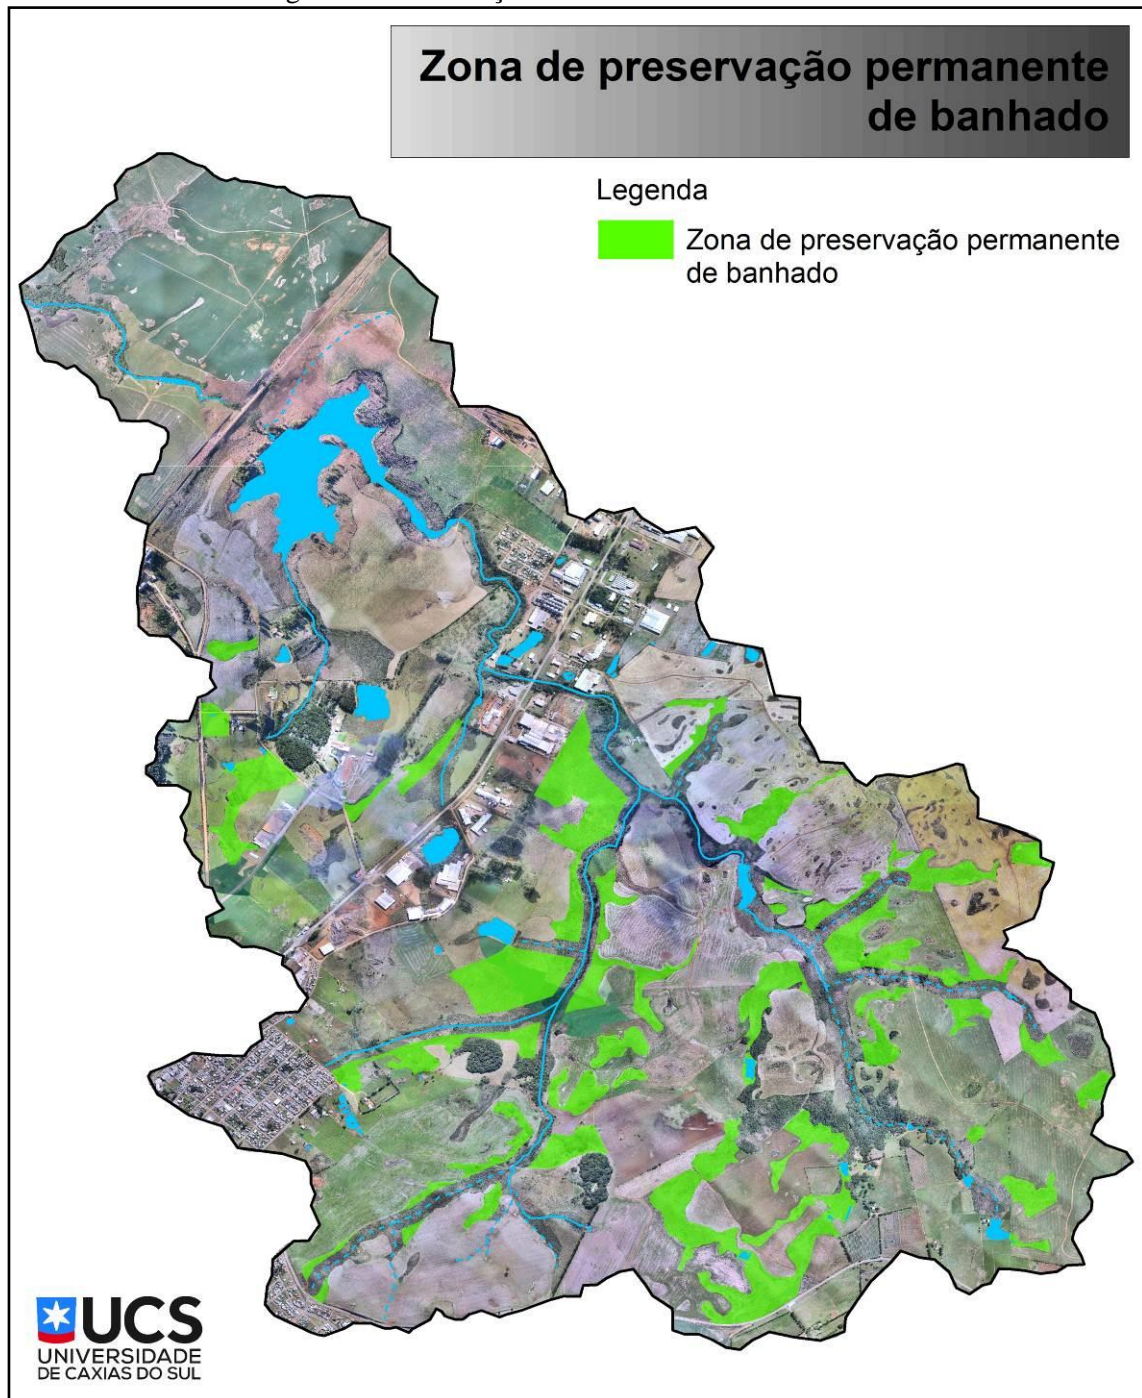 Zona de preservação permanente
de banhado
Legenda
Zona de preservação permanente
de banhado
UCS
UNIVERSIDADE
DE CAXIAS DO SUL